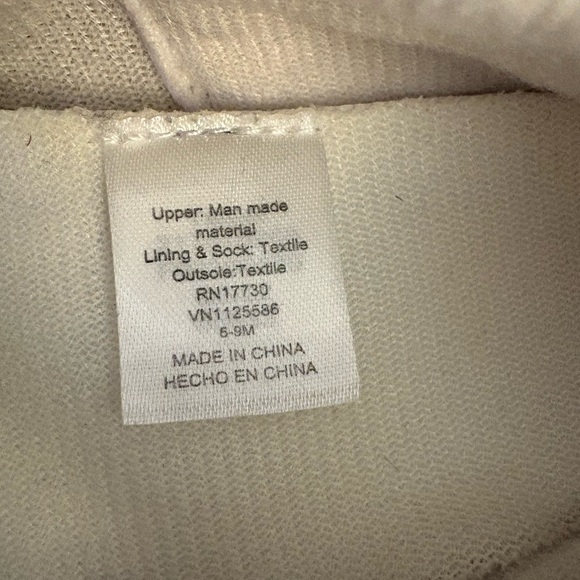 Upper: Man made
material
Lining & Sock: Textile
Outsole:Textile
RN17730
VN1125586
6-9M
MADE IN CHINA
HECHO EN CHINA